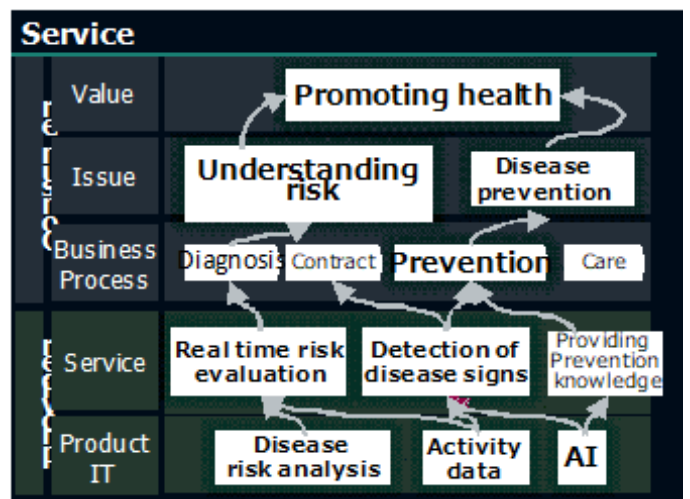 Service
Value
Promoting health
Issue
Understanding
risk
Disease
prevention
Business
Process
Diagnosis
Contract
Prevention
Care
Service
Real time risk
evaluation
Detection of
disease signs
Providing
Prevention
knowledge
Product
IT
Disease
risk analysis
Activity
data
AI